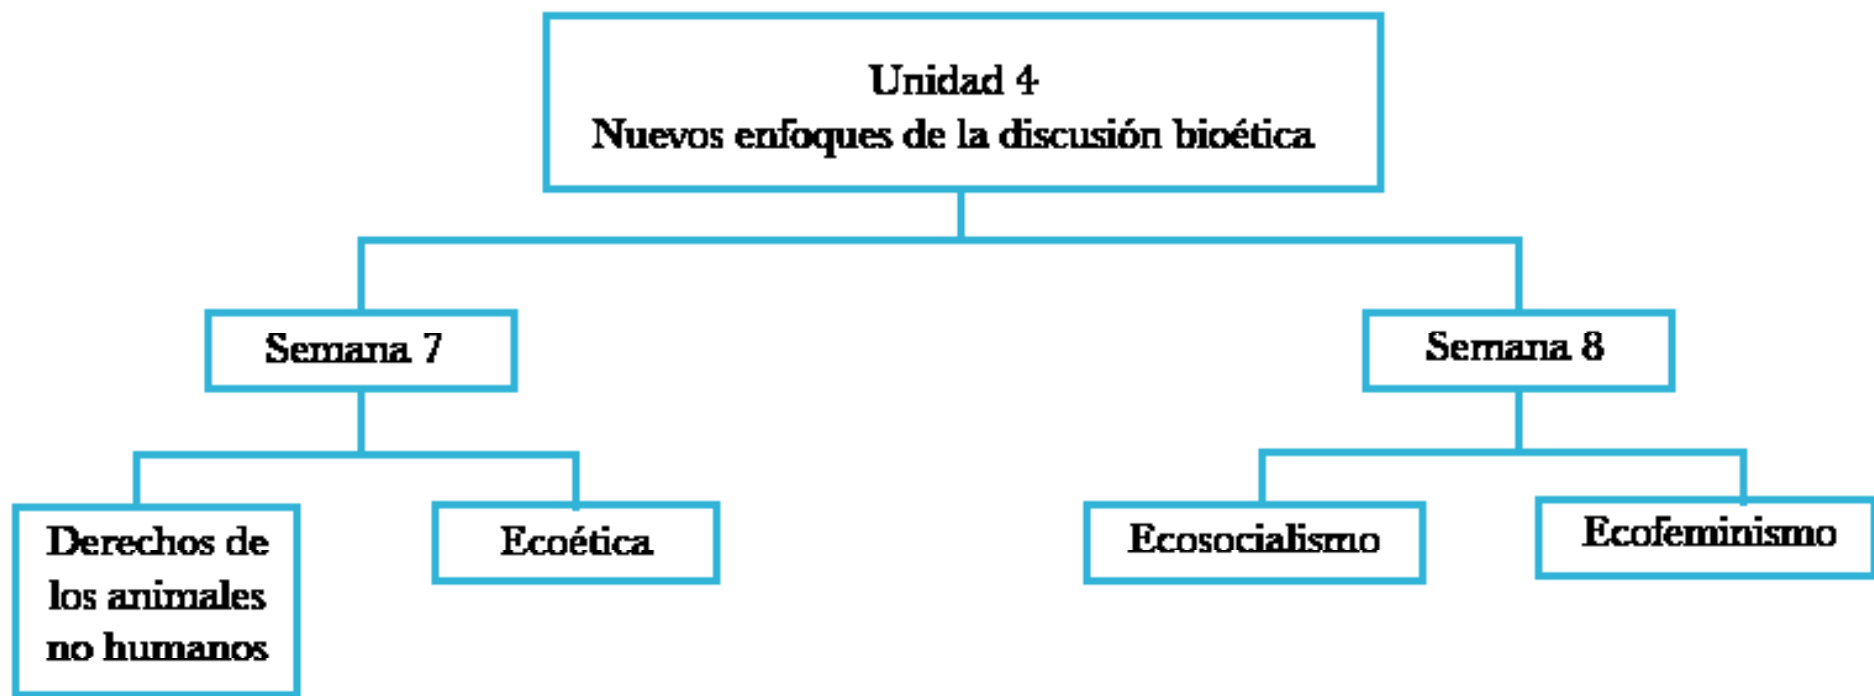 Unidad 4
Nuevos enfoques de la discusión bioética
Semana 7
Semana 8
Derechos de
los animales
no humanos
Ecoética
Ecosocialismo
Ecofeminismo